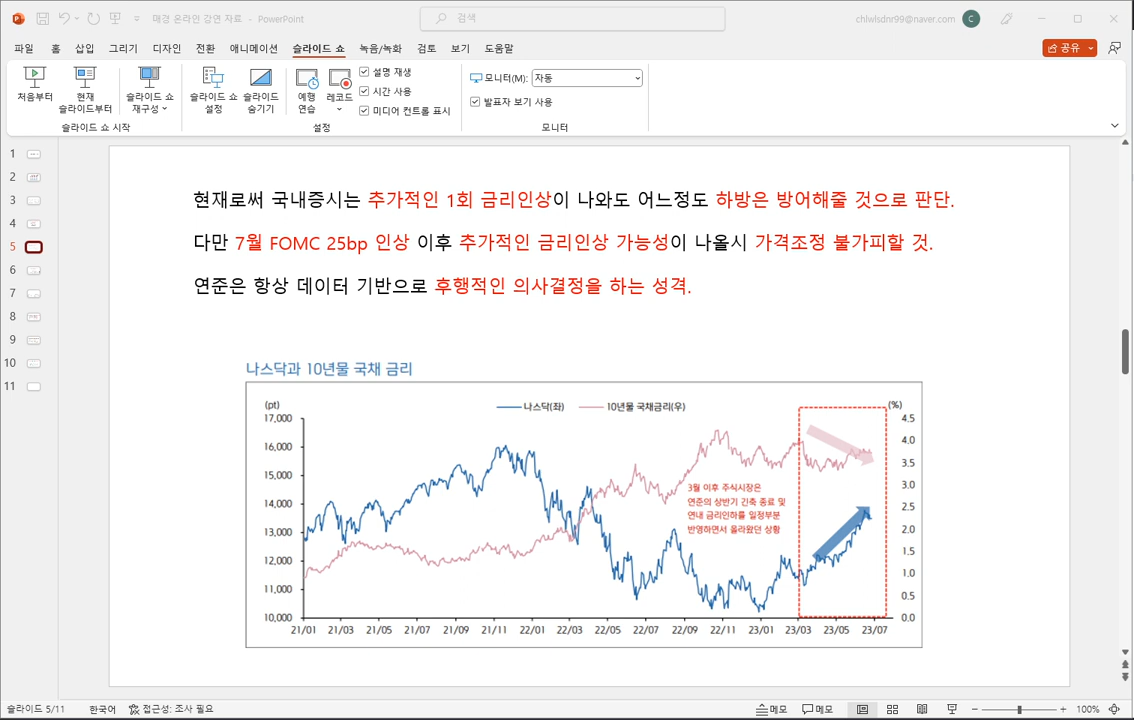 매경 온라인 강연 자료 - PowerPoint
검색
chlwlsdnr99@naver.com
C
파일 홈 삽입 그리기 디자인 전환 애니메이션 슬라이드 쇼 녹음/녹화 검토 보기 도움말
공유
처음부터
현재 슬라이드부터
슬라이드 쇼 재구성
슬라이드 쇼 시작
슬라이드 쇼 설정
슬라이드 숨기기
예행 연습
레코드
설명 재생
시간 사용
미디어 컨트롤 표시
설정
모니터(M): 자동
발표자 보기 사용
모니터
1
2
3
4
5
6
7
8
9
10
11
현재로써 국내증시는 추가적인 1회 금리인상이 나와도 어느정도 하방은 방어해줄 것으로 판단.
다만 7월 FOMC 25bp 인상 이후 추가적인 금리인상 가능성이 나올시 가격조정 불가피할 것.
연준은 항상 데이터 기반으로 후행적인 의사결정을 하는 성격.
나스닥과 10년물 국채 금리
(pt)
나스닥(좌) 10년물 국채금리(우)
(%)
17,000
16,000
15,000
14,000
13,000
12,000
11,000
10,000
3월 이후 주식시장은
연준의 상반기 긴축 종료 및
연내 금리인하를 일정부분
반영하면서 올라왔던 상황
4.5
4.0
3.5
3.0
2.5
2.0
1.5
1.0
0.5
0.0
21/01 21/03 21/05 21/07 21/09 21/11 22/01 22/03 22/05 22/07 22/09 22/11 23/01 23/03 23/05 23/07
슬라이드 5/11 한국어 접근성: 조사 필요
메모 메모 100%